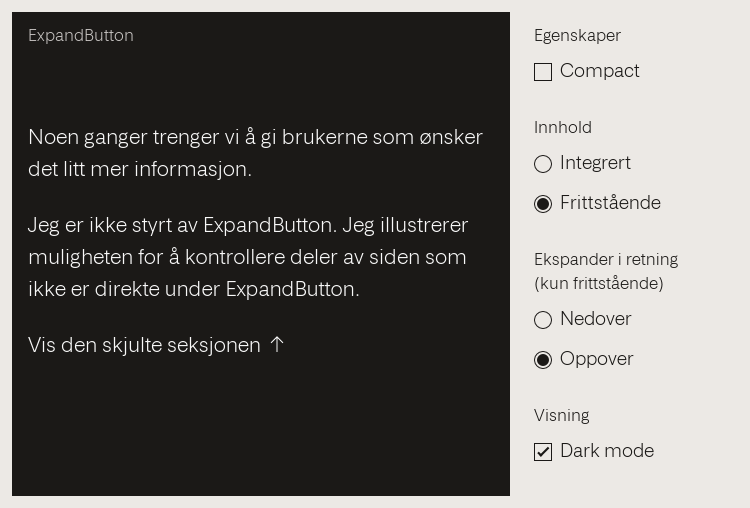 ExpandButton
Noen ganger trenger vi å gi brukerne som ønsker
det litt mer informasjon.
Jeg er ikke styrt av ExpandButton. Jeg illustrerer
muligheten for å kontrollere deler av siden som
ikke er direkte under ExpandButton.
Vis den skjulte seksjonen ↑
Egenskaper
Compact
Innhold
Integrert
Frittstående
Ekspander i retning
(kun frittstående)
Nedover
Oppover
Visning
Dark mode